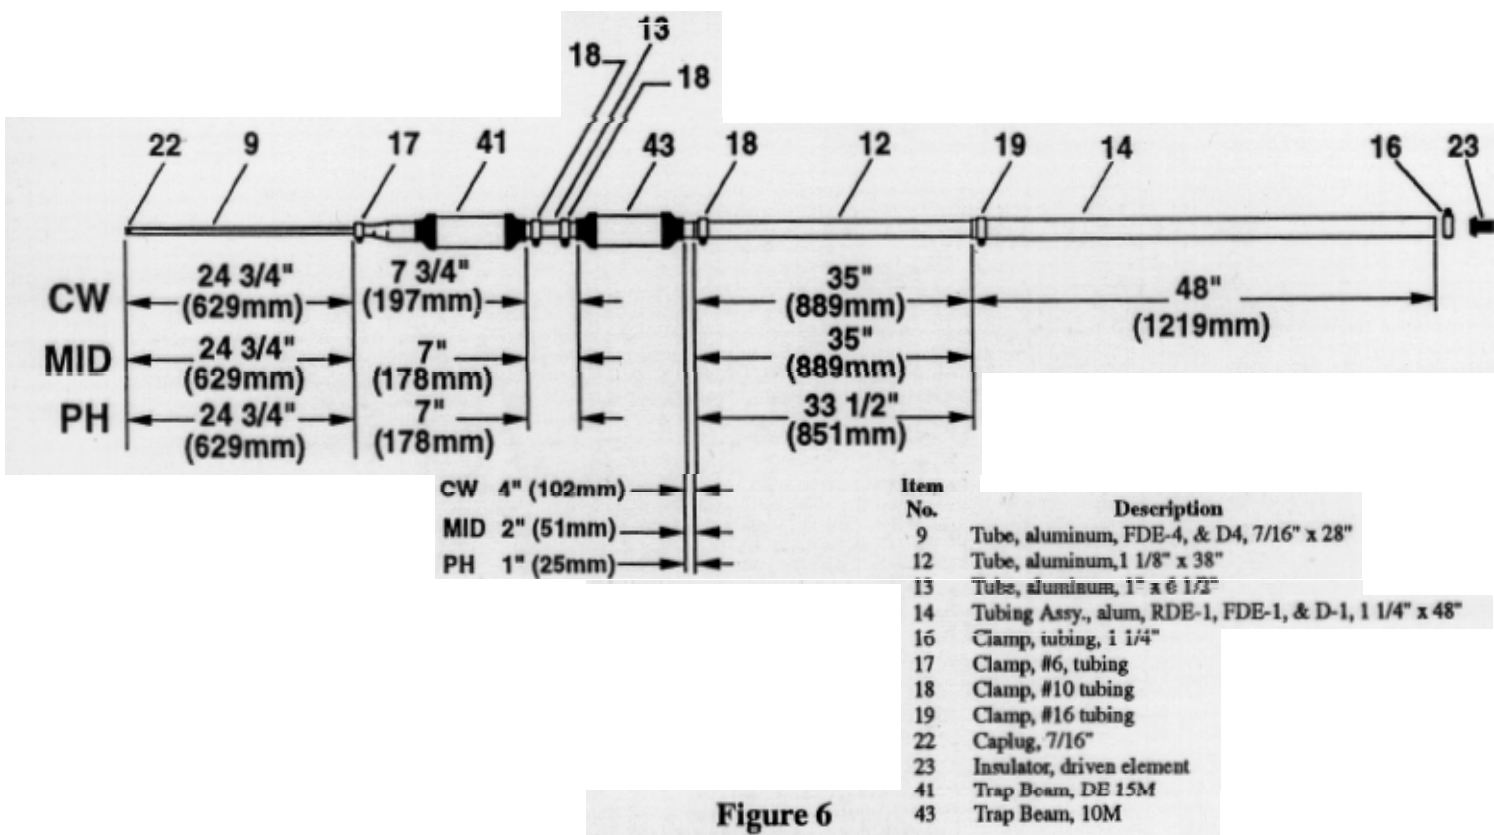 13
18
18
22 9 17 41 43 18 12 19 14 16 23
CW 24 3/4" 7 3/4" 35" 48"
(629mm) (197mm) (889mm) (1219mm)
MID 24 3/4" 7" 35"
(629mm) (178mm) (889mm)
PH 24 3/4" 7" 33 1/2"
(629mm) (178mm) (851mm)
CW 4" (102mm)
MID 2" (51mm)
PH 1" (25mm)
Item
No. Description
9 Tube, aluminum, FDE-4, & D4, 7/16" x 28"
12 Tube, aluminum,1 1/8" x 38"
13 Tube, aluminum, 1" x 6 1/2"
14 Tubing Assy., alum, RDE-1, FDE-1, & D-1, 1 1/4" x 48"
16 Clamp, tubing, 1 1/4"
17 Clamp, #6, tubing
18 Clamp, #10 tubing
19 Clamp, #16 tubing
22 Caplug, 7/16"
23 Insulator, driven element
41 Trap Beam, DE 15M
43 Trap Beam, 10M
Figure 6